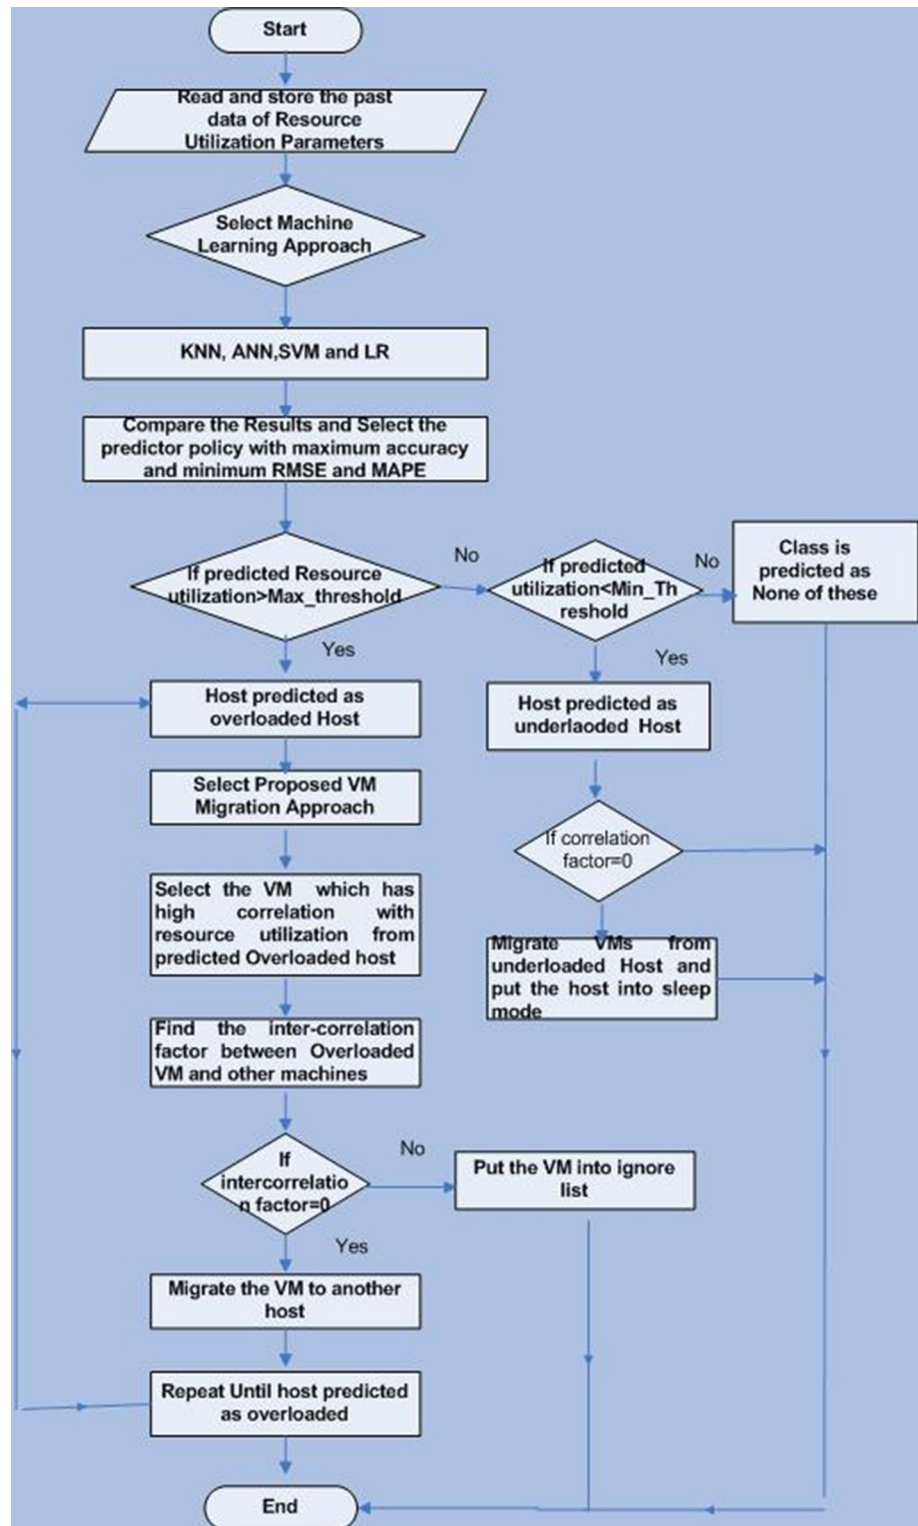 Start
Read and store the past
data of Resource
Utilization Parameters
Select Machine
Learning Approach
KNN, ANN,SVM and LR
Compare the Results and Select the
predictor policy with maximum accuracy
and minimum RMSE and MAPE
If predicted Resource
utilization>Max_threshold
No
If predicted
utilization<Min_Th
reshold
No
Class is
predicted as
None of these
Yes
Yes
Host predicted as
overloaded Host
Host predicted as
underlaoded Host
Select Proposed VM
Migration Approach
If correlation
factor=0
Select the VM which has
high correlation with
resource utilization from
predicted Overloaded host
Migrate VMs from
underloaded Host and
put the host into sleep
mode
Find the inter-correlation
factor between Overloaded
VM and other machines
If
intercorrelatio
n factor=0
No
Put the VM into ignore
list
Yes
Migrate the VM to another
host
Repeat Until host predicted
as overloaded
End